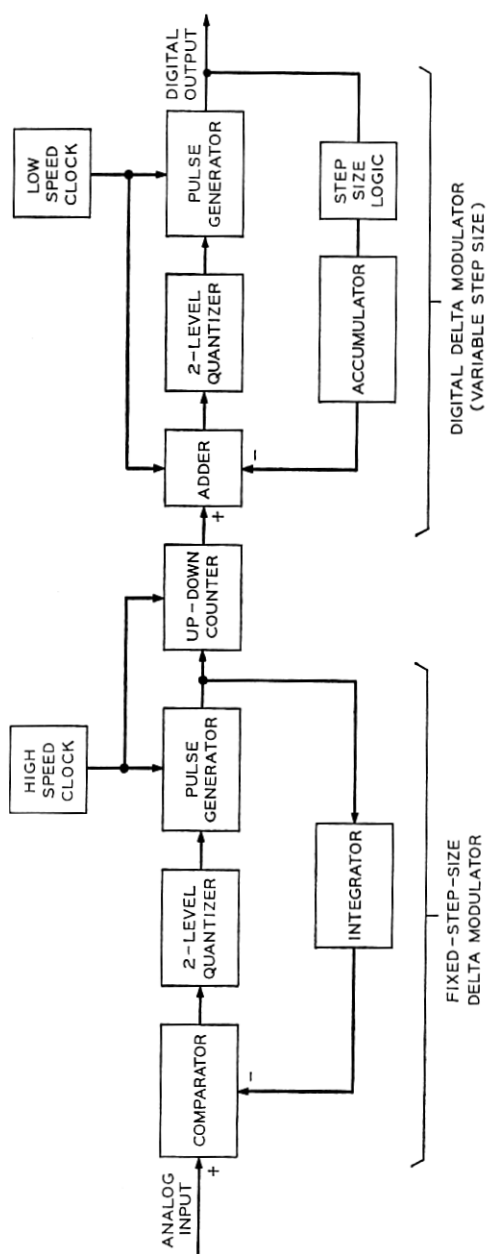 ANALOG
INPUT
+
COMPARATOR
-
2-LEVEL
QUANTIZER
PULSE
GENERATOR
HIGH
SPEED
CLOCK
INTEGRATOR
FIXED-STEP-SIZE
DELTA MODULATOR
UP-DOWN
COUNTER
+
ADDER
-
2-LEVEL
QUANTIZER
PULSE
GENERATOR
LOW
SPEED
CLOCK
DIGITAL
OUTPUT
STEP
SIZE
LOGIC
ACCUMULATOR
DIGITAL DELTA MODULATOR
(VARIABLE STEP SIZE)